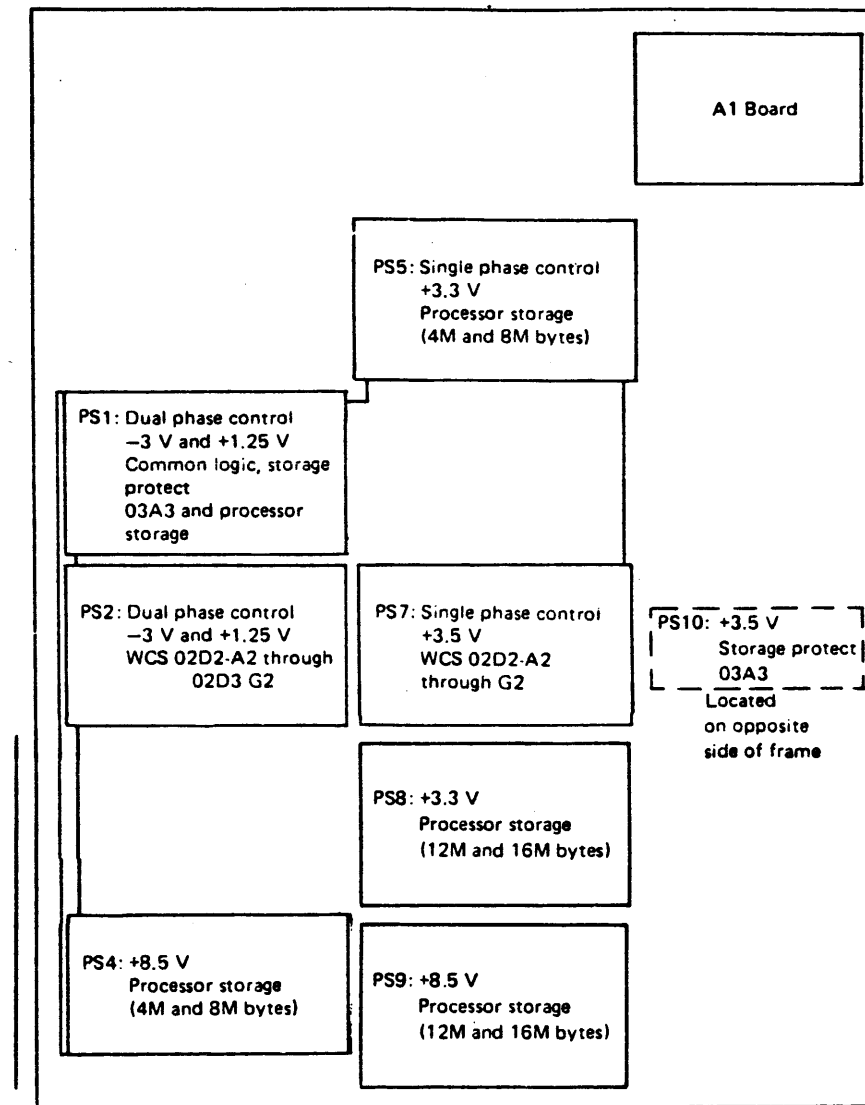 A1 Board
PS5: Single phase control
+3.3 V
Processor storage
(4M and 8M bytes)
PS1: Dual phase control
−3 V and +1.25 V
Common logic, storage
protect
03A3 and processor
storage
PS2: Dual phase control
−3 V and +1.25 V
WCS 02D2-A2 through
02D3 G2
PS7: Single phase control
+3.5 V
WCS 02D2-A2
through G2
PS10: +3.5 V
Storage protect
03A3
Located
on opposite
side of frame
PS8: +3.3 V
Processor storage
(12M and 16M bytes)
PS4: +8.5 V
Processor storage
(4M and 8M bytes)
PS9: +8.5 V
Processor storage
(12M and 16M bytes)